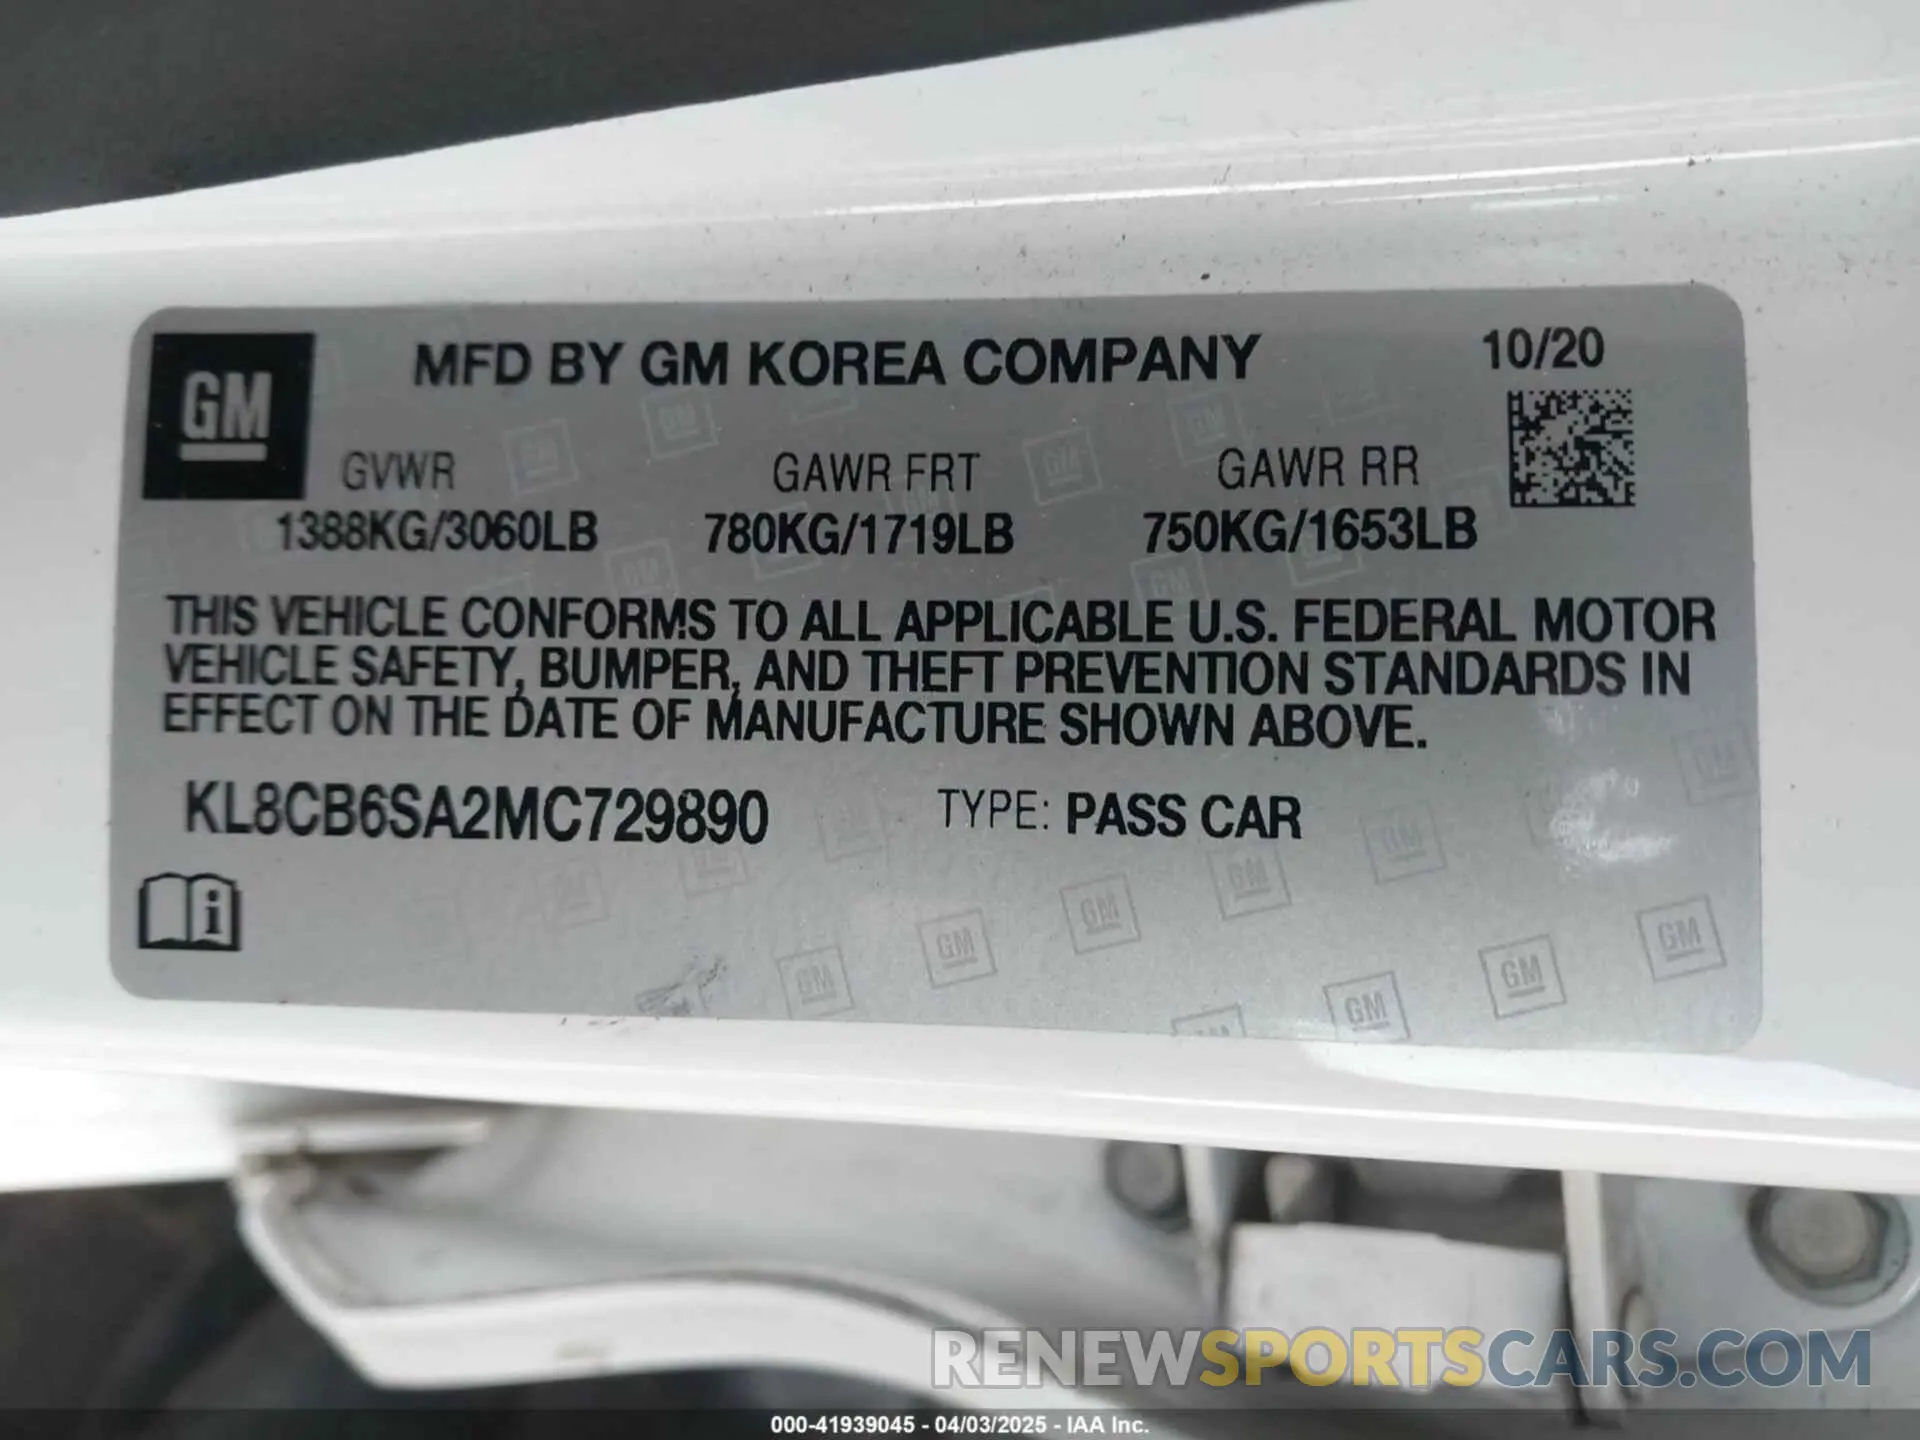 GM
MFD BY GM KOREA COMPANY 10/20
GVWR GAWR FRT GAWR RR
1388KG/3060LB 780KG/1719LB 750KG/1653LB
THIS VEHICLE CONFORMS TO ALL APPLICABLE U.S. FEDERAL MOTOR
VEHICLE SAFETY, BUMPER, AND THEFT PREVENTION STANDARDS IN
EFFECT ON THE DATE OF MANUFACTURE SHOWN ABOVE.
KL8CB6SA2MC729890 TYPE: PASS CAR
RENEWSPORTSCARS.COM
000-41939045 - 04/03/2025 - IAA Inc.